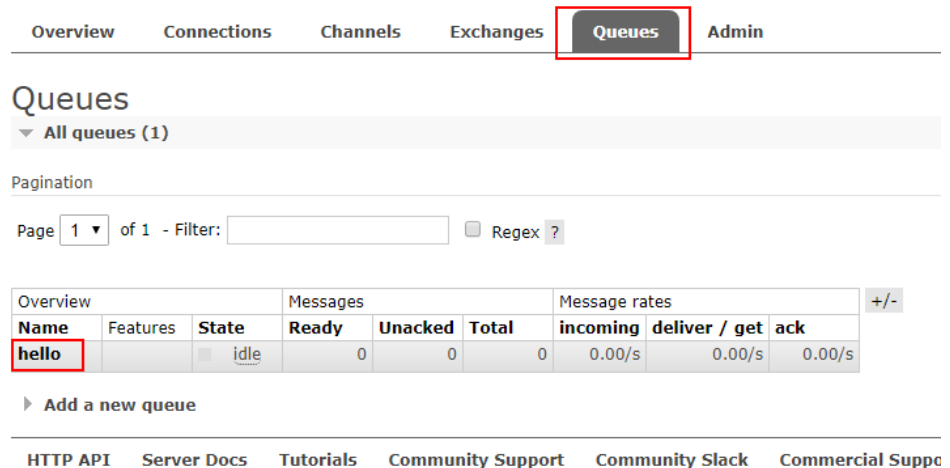 Overview Connections Channels Exchanges Queues Admin
Queues
All queues (1)
Pagination
Page 1 of 1 - Filter: Regex ?
Overview Messages Message rates +/-
Name Features State Ready Unacked Total incoming deliver / get ack
hello idle 0 0 0 0.00/s 0.00/s 0.00/s
Add a new queue
HTTP API Server Docs Tutorials Community Support Community Slack Commercial